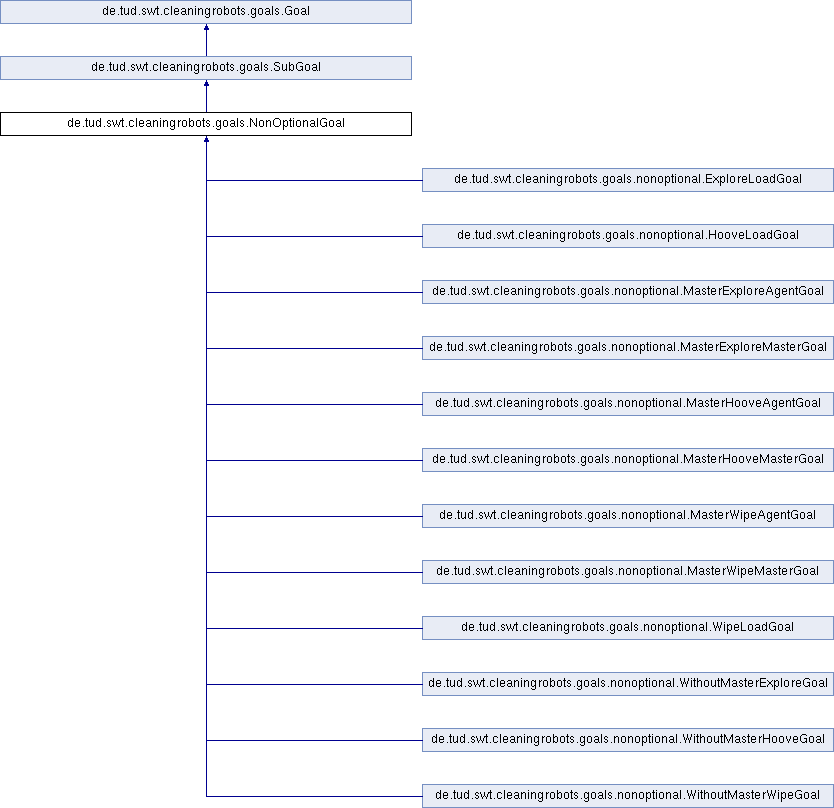 de.tud.swt.cleaningrobots.goals.Goal
de.tud.swt.cleaningrobots.goals.SubGoal
de.tud.swt.cleaningrobots.goals.NonOptionalGoal
de.tud.swt.cleaningrobots.goals.nonoptional.ExploreLoadGoal
de.tud.swt.cleaningrobots.goals.nonoptional.HooveLoadGoal
de.tud.swt.cleaningrobots.goals.nonoptional.MasterExploreAgentGoal
de.tud.swt.cleaningrobots.goals.nonoptional.MasterExploreMasterGoal
de.tud.swt.cleaningrobots.goals.nonoptional.MasterHooveAgentGoal
de.tud.swt.cleaningrobots.goals.nonoptional.MasterHooveMasterGoal
de.tud.swt.cleaningrobots.goals.nonoptional.MasterWipeAgentGoal
de.tud.swt.cleaningrobots.goals.nonoptional.MasterWipeMasterGoal
de.tud.swt.cleaningrobots.goals.nonoptional.WipeLoadGoal
de.tud.swt.cleaningrobots.goals.nonoptional.WithoutMasterExploreGoal
de.tud.swt.cleaningrobots.goals.nonoptional.WithoutMasterHooveGoal
de.tud.swt.cleaningrobots.goals.nonoptional.WithoutMasterWipeGoal